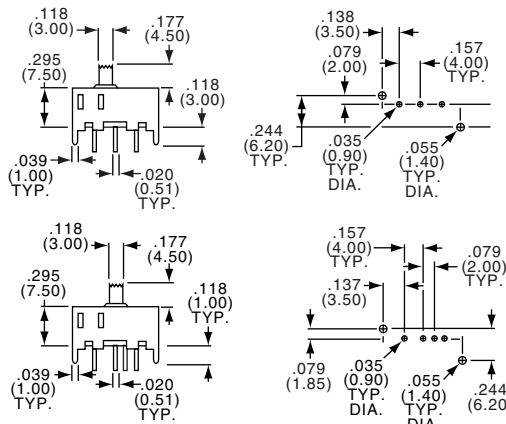 .118
(3.00)
.177
(4.50)
.295
(7.50)
.118
(3.00)
.039
(1.00)
TYP.
.020
(0.51)
TYP.
.138
(3.50)
.079
(2.00)
.157
(4.00)
TYP.
.244
(6.20)
TYP.
.035
(0.90)
TYP.
DIA.
.055
(1.40)
TYP.
DIA.
.118
(3.00)
.177
(4.50)
.295
(7.50)
.118
(1.00)
TYP.
.039
(1.00)
TYP.
.020
(0.51)
TYP.
.157
(4.00)
TYP.
.079
(2.00)
TYP.
.137
(3.50)
.079
(1.85)
.035
(0.90)
TYP.
DIA.
.055
(1.40)
TYP.
DIA.
.244
(6.20